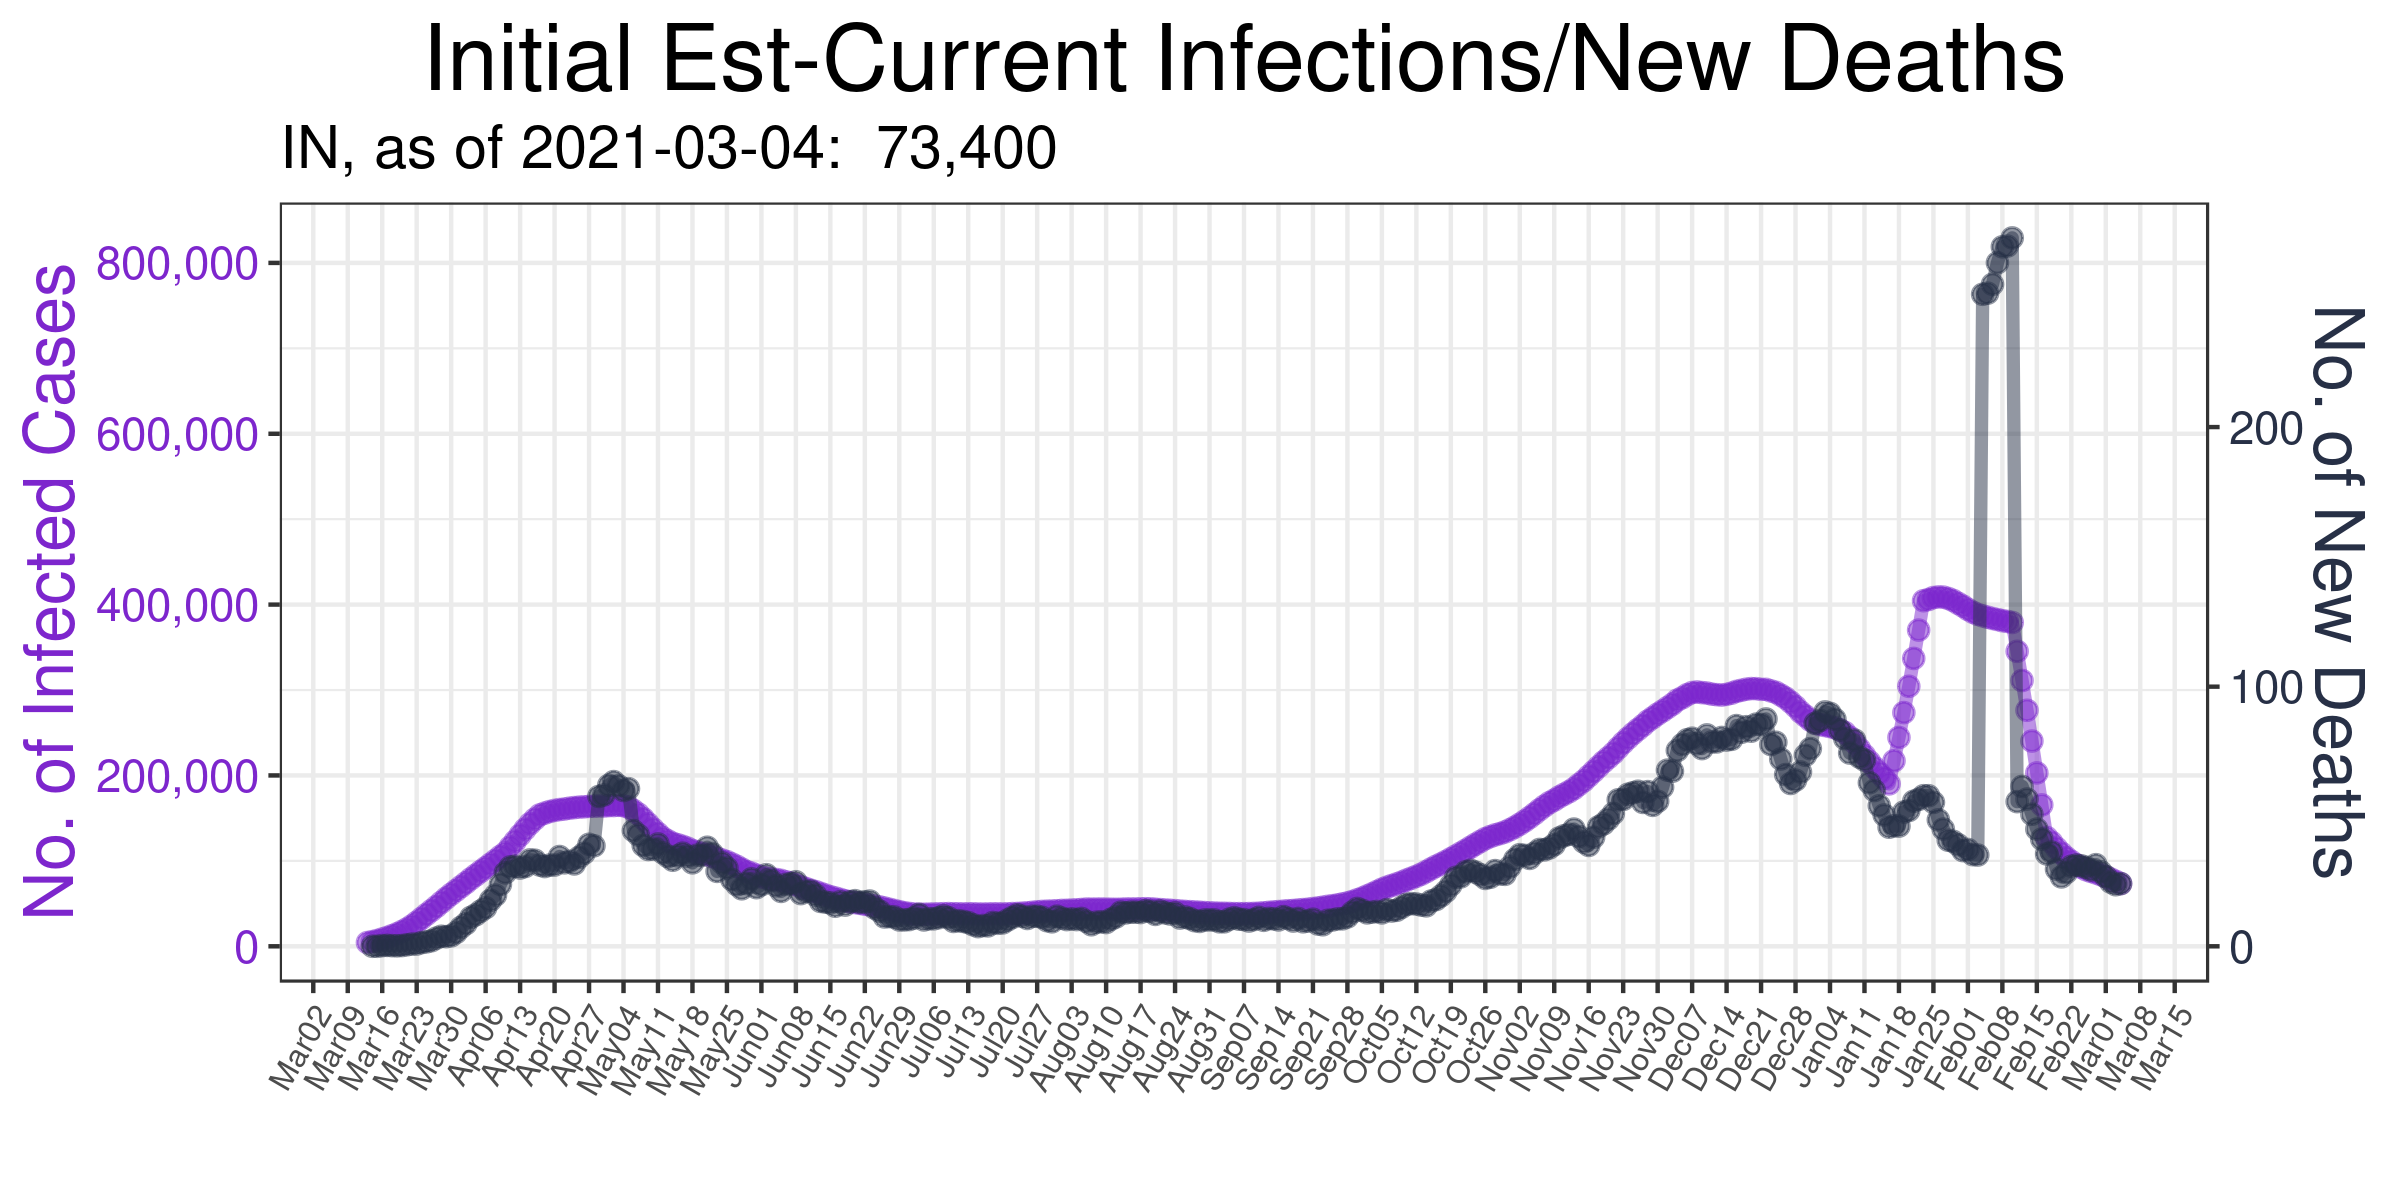 Initial Est-Current Infections/New Deaths
IN, as of 2021-03-04:  73,400
No. of Infected Cases
800,000
600,000
400,000
200,000
0
200
100
0
No. of New Deaths
Mar02
Mar09
Mar16
Mar23
Mar30
Apr06
Apr13
Apr20
Apr27
May04
May11
May18
May25
Jun01
Jun08
Jun15
Jun22
Jun29
Jul06
Jul13
Jul20
Jul27
Aug03
Aug10
Aug17
Aug24
Aug31
Sep07
Sep14
Sep21
Sep28
Oct05
Oct12
Oct19
Oct26
Nov02
Nov09
Nov16
Nov23
Nov30
Dec07
Dec14
Dec21
Dec28
Dec04
Jan11
Jan18
Jan25
Feb01
Feb08
Feb15
Feb22
Mar01
Mar08
Mar15